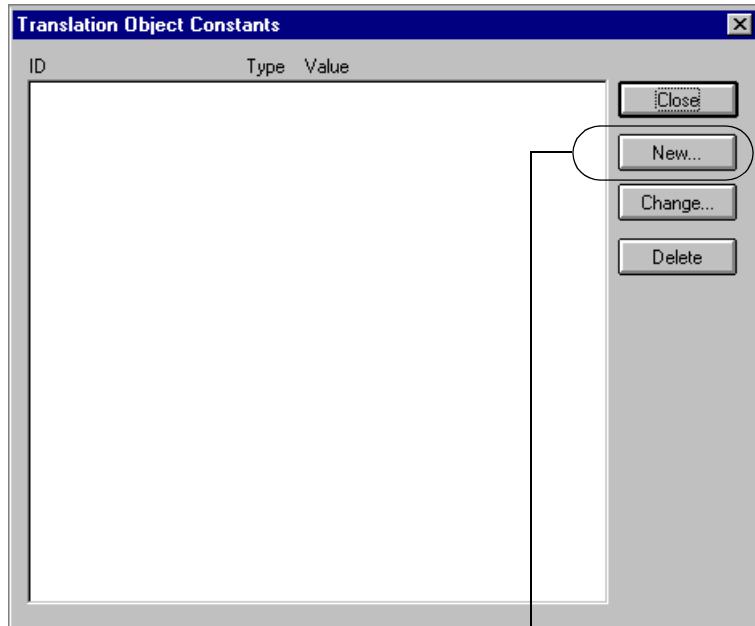 Translation Object Constants
ID Type Value
Close
New...
Change...
Delete